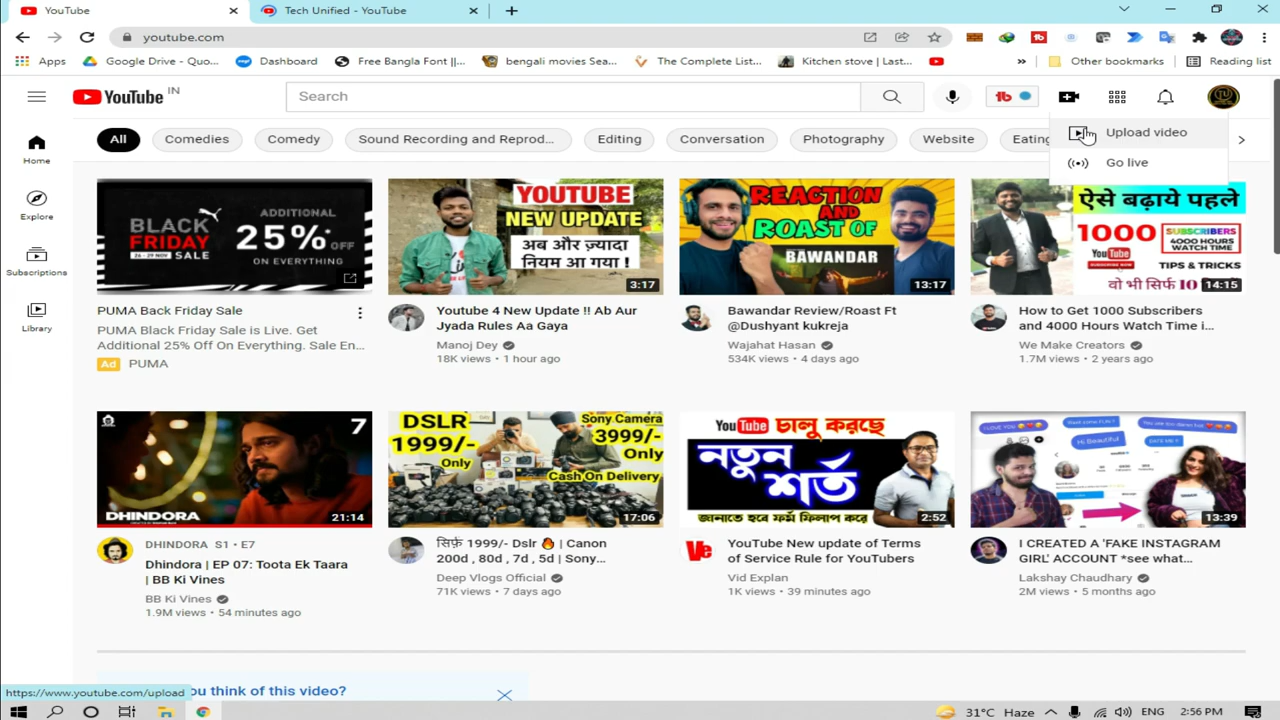 YouTube
Tech Unified - YouTube
youtube.com
Apps
Google Drive - Quo...
Dashboard
Free Bangla Font ||...
bengali movies Sea...
The Complete List...
Kitchen stove | Last...
»
Other bookmarks
Reading list
YouTube IN
Search
All
Comedies
Comedy
Sound Recording and Reprod...
Editing
Conversation
Photography
Website
Eating
Upload video
Go live
Home
Explore
Subscriptions
Library
BLACK
FRIDAY
26 - 29 NOV SALE
ADDITIONAL
25%* OFF
ON EVERYTHING.
YOUTUBE
NEW UPDATE
अब और ज़्यादा
नियम आ गया !
3:17
REACTION
AND
ROAST OF
BAWANDAR
13:17
ऐसे बढ़ाये पहले
1000
SUBSCRIBERS
4000 HOURS
WATCH TIME
YouTube
TIPS & TRICKS
वो भी सिर्फ 10
14:15
PUMA Back Friday Sale
PUMA Black Friday Sale is Live. Get
Additional 25% Off On Everything. Sale En...
Ad PUMA
Youtube 4 New Update !! Ab Aur
Jyada Rules Aa Gaya
Manoj Dey
18K views • 1 hour ago
Bawandar Review/Roast Ft
@Dushyant kukreja
Wajahat Hasan
534K views • 4 days ago
How to Get 1000 Subscribers
and 4000 Hours Watch Time i...
We Make Creators
1.7M views • 2 years ago
7
DHINDORA
21:14
DSLR
1999/-
Only
Sony Camera
3999/-
Only
Cash On Delivery
17:06
YouTube চালু করছে
নতুন
শর্ত
জানাতে হবে ফর্ম ফিলাপ করে
2:52
I LOVE YOU
Hi Beautiful
13:39
DHINDORA S1 • E7
Dhindora | EP 07: Toota Ek Taara
| BB Ki Vines
BB Ki Vines
1.9M views • 54 minutes ago
सिर्फ़ 1999/- Dslr 🔥 | Canon
200d , 80d , 7d , 5d | Sony...
Deep Vlogs Official
71K views • 7 days ago
Ve
YouTube New update of Terms
of Service Rule for YouTubers
Vid Explan
1K views • 39 minutes ago
I CREATED A 'FAKE INSTAGRAM
GIRL' ACCOUNT *see what...
Lakshay Chaudhary
2M views • 5 months ago
ou think of this video?
https://www.youtube.com/upload
31°C Haze
ENG
2:56 PM